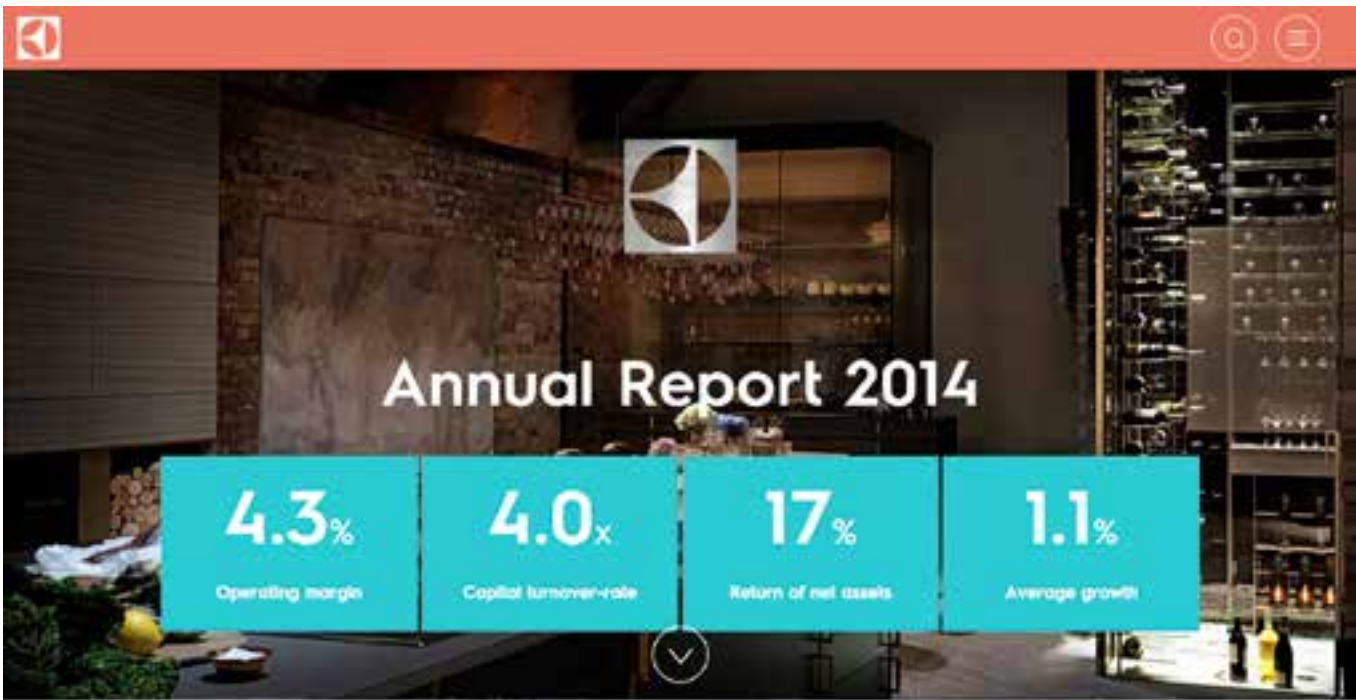 Annual Report 2014
4.3%
Operating margin
4.0x
Capital turnover-rate
17%
Return of net assets
1.1%
Average growth